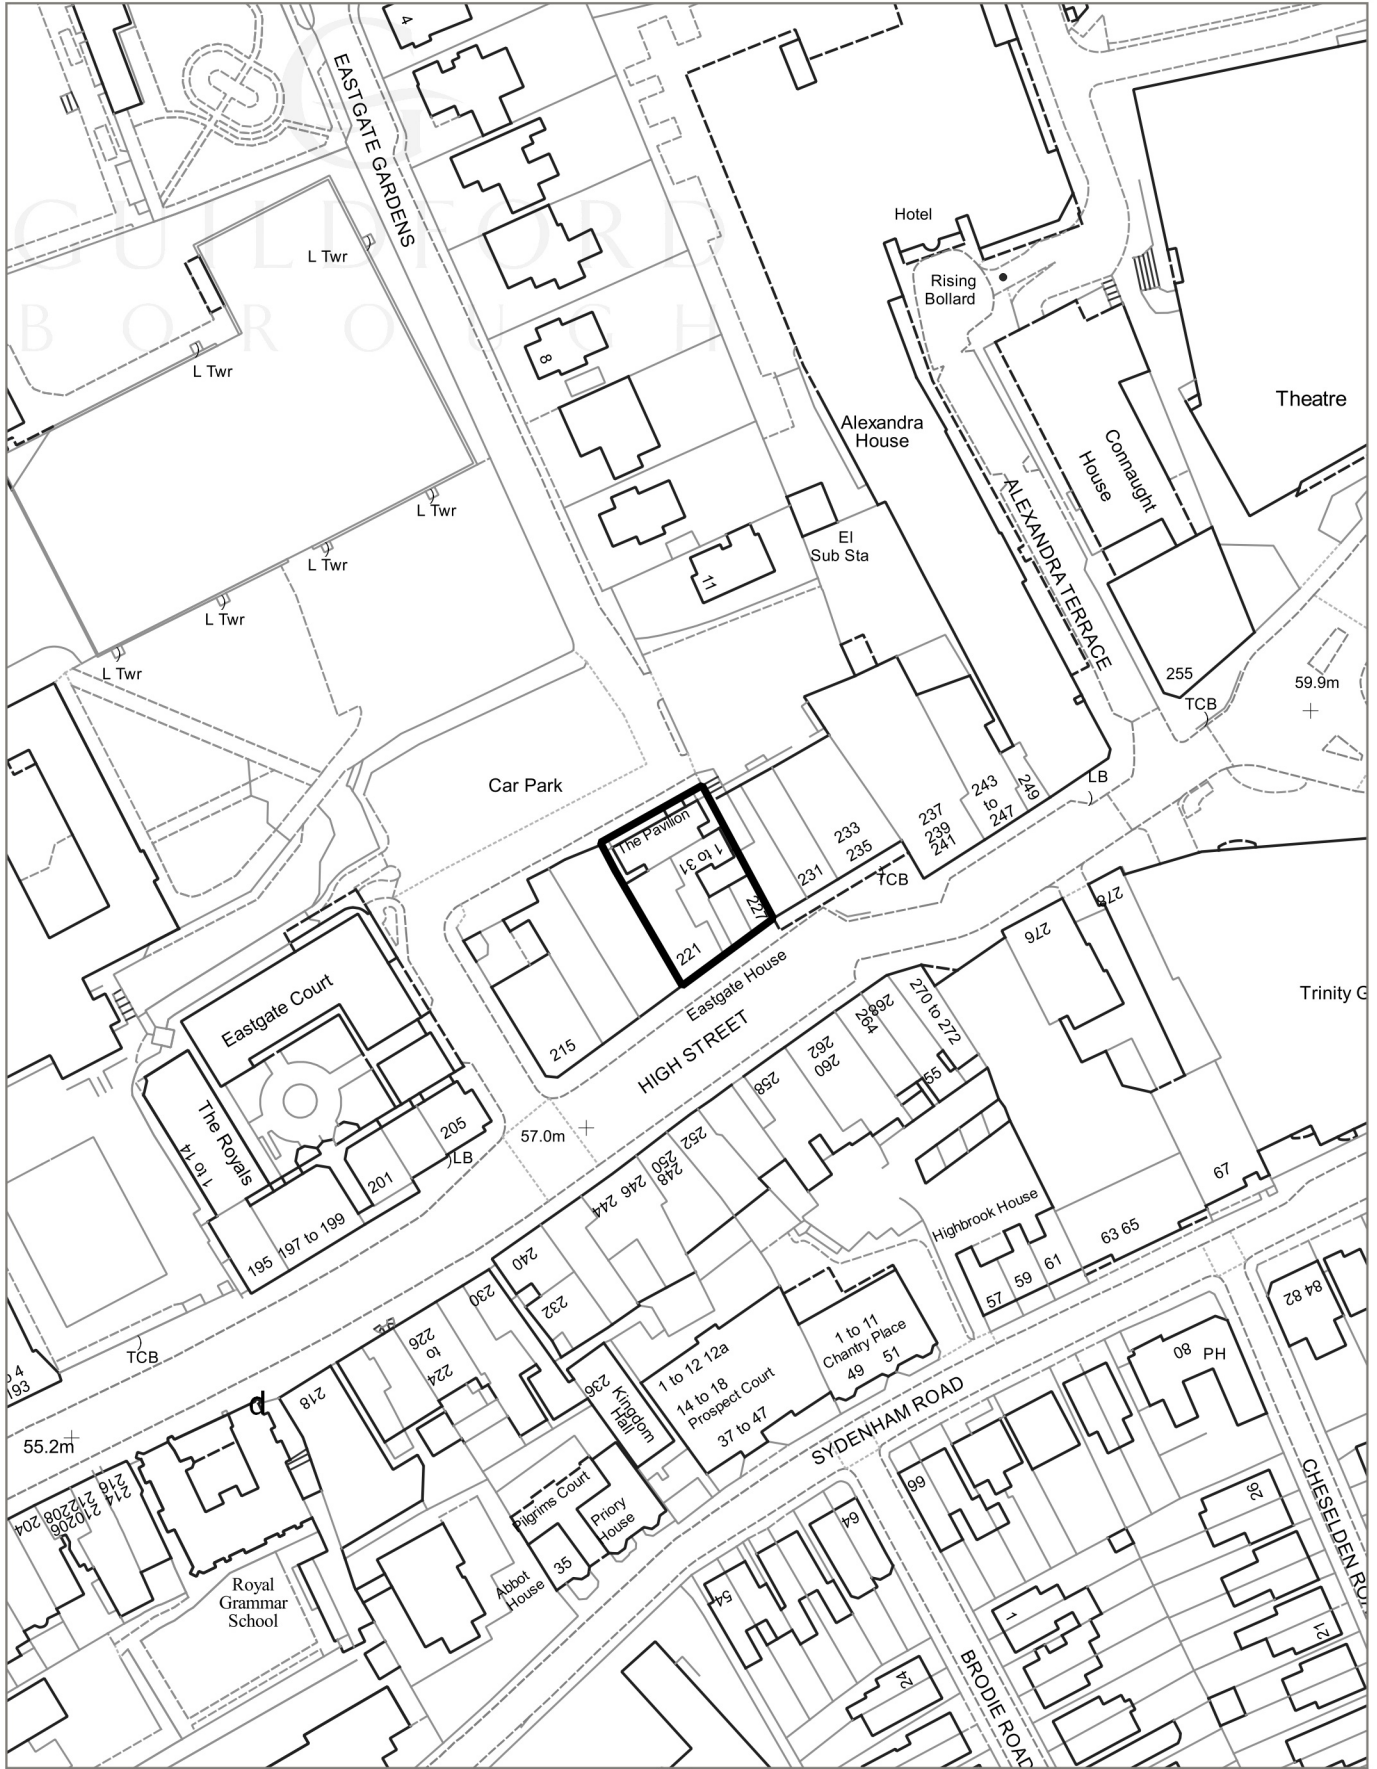 4
EASTGATE GARDENS
GUILDFORD
BOROUGH
L Twr
L Twr
Hotel
Rising
Bollard
8
Theatre
Alexandra
House
Connaught
House
L Twr
L Twr
L Twr
L Twr
ALEXANDRA TERRACE
El
Sub Sta
11
255
TCB
59.9m
Car Park
LB
249
243
to
247
237
239
241
233
235
231
TCB
The Pavilion
1 to 31
227
221
Eastgate House
215
HIGH STREET
278
276
Trinity G
Eastgate Court
270 to 272
268
264
262
260
258
55
The Royals
1 to 14
205
LB
201
57.0m
252
250
248
246
244
240
232
230
197 to 199
195
67
Highbrook House
63 65
61
59
57
84 82
TCB
226
to
224
218
236
Kingdom
Hall
1 to 12 12a
14 to 18
Prospect Court
37 to 47
1 to 11
Chantry Place
49 51
80
PH
SYDENHAM ROAD
193
55.2m
d
216
214
212
210
208
206
204
Royal
Grammar
School
Pilgrims Court
Priory
House
35
Abbot
House
66
64
54
26
CHESELDEN ROA
1
21
24
BRODIE ROAD